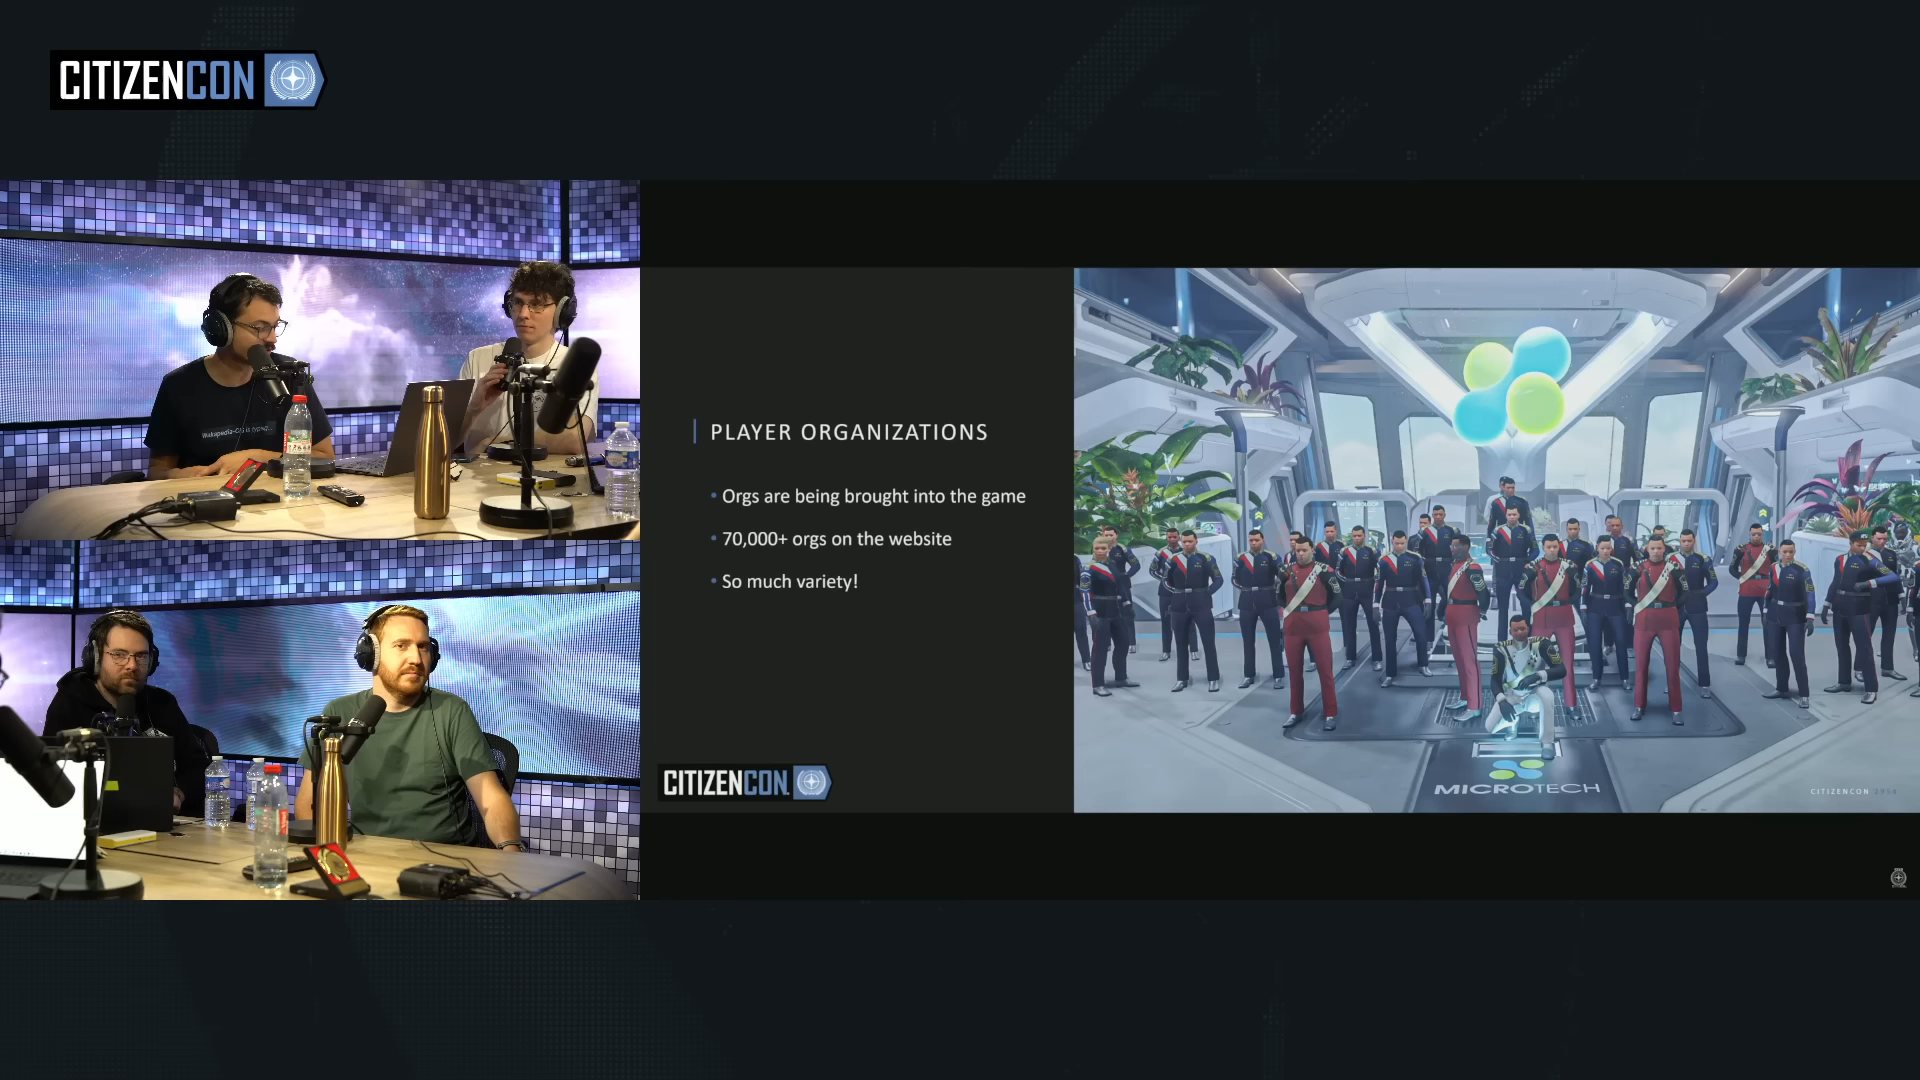 CITIZENCON
PLAYER ORGANIZATIONS
• Orgs are being brought into the game
• 70,000+ orgs on the website
• So much variety!
CITIZENCON
MICROTECH
CITIZENCON